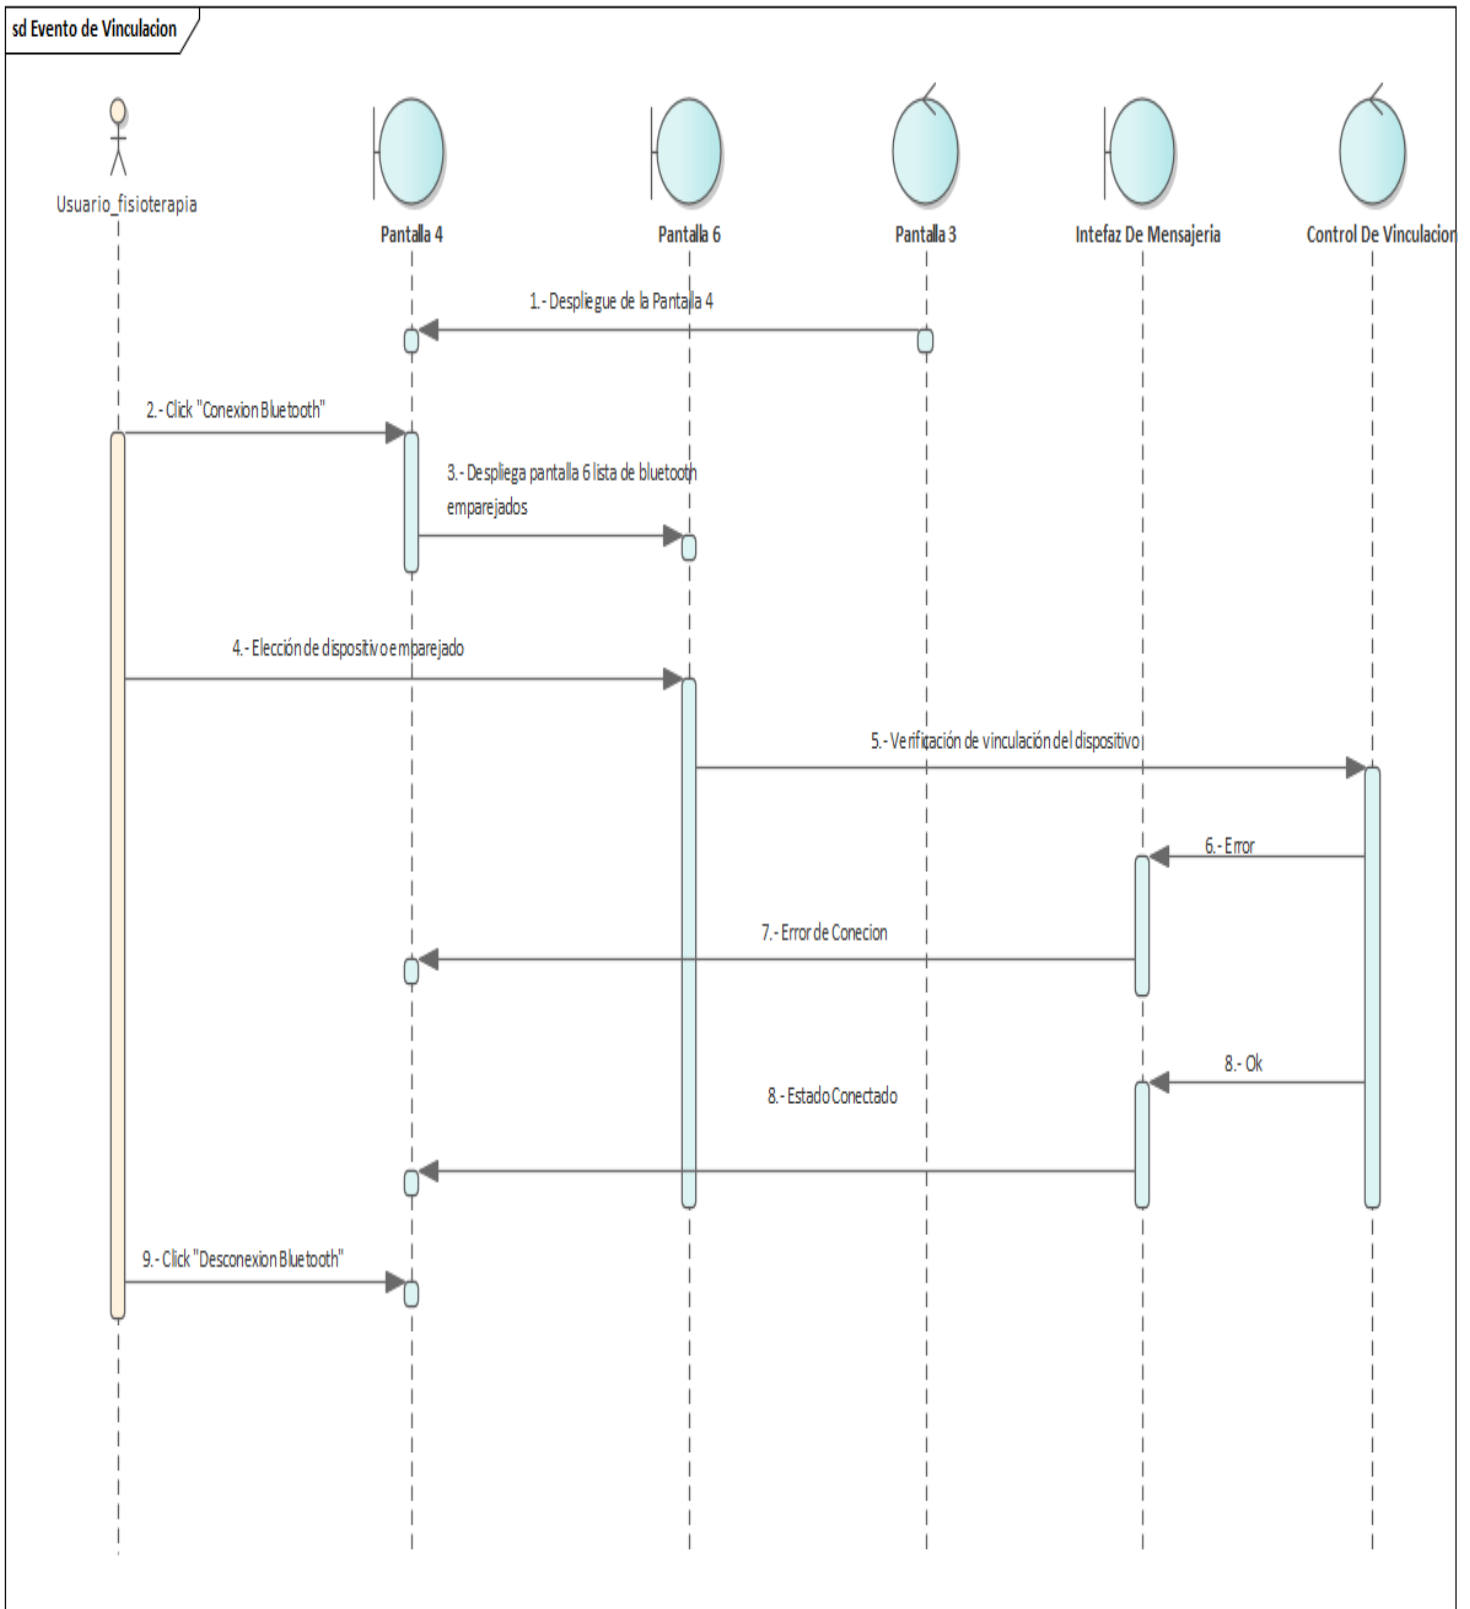 sd Evento de Vinculacion
Usuario_fisioterapia
Pantalla 4
Pantalla 6
Pantalla 3
Intefaz De Mensajeria
Control De Vinculacion
1.- Despliegue de la Pantalla 4
2.- Click "Conexion Bluetooth"
3.- Despliega pantalla 6 lista de bluetooth
emparejados
4.- Elección de dispositivo emparejado
5.- Verificación de vinculación del dispositivo
6.- Error
7.- Error de Conecion
8.- Ok
8.- Estado Conectado
9.- Click "Desconexion Bluetooth"